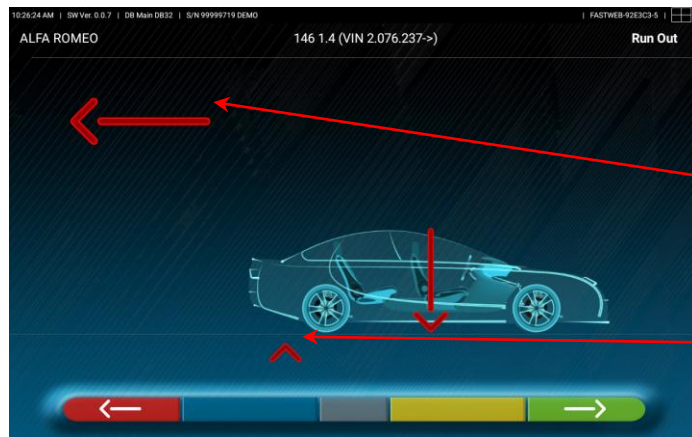 10:26:24 AM | SW Ver. 0.0.7 | DB Main DB32 | S/N 99999719 DEMO | FASTWEB-92E3C3-5 |
ALFA ROMEO 146 1.4 (VIN 2.076.237->) Run Out